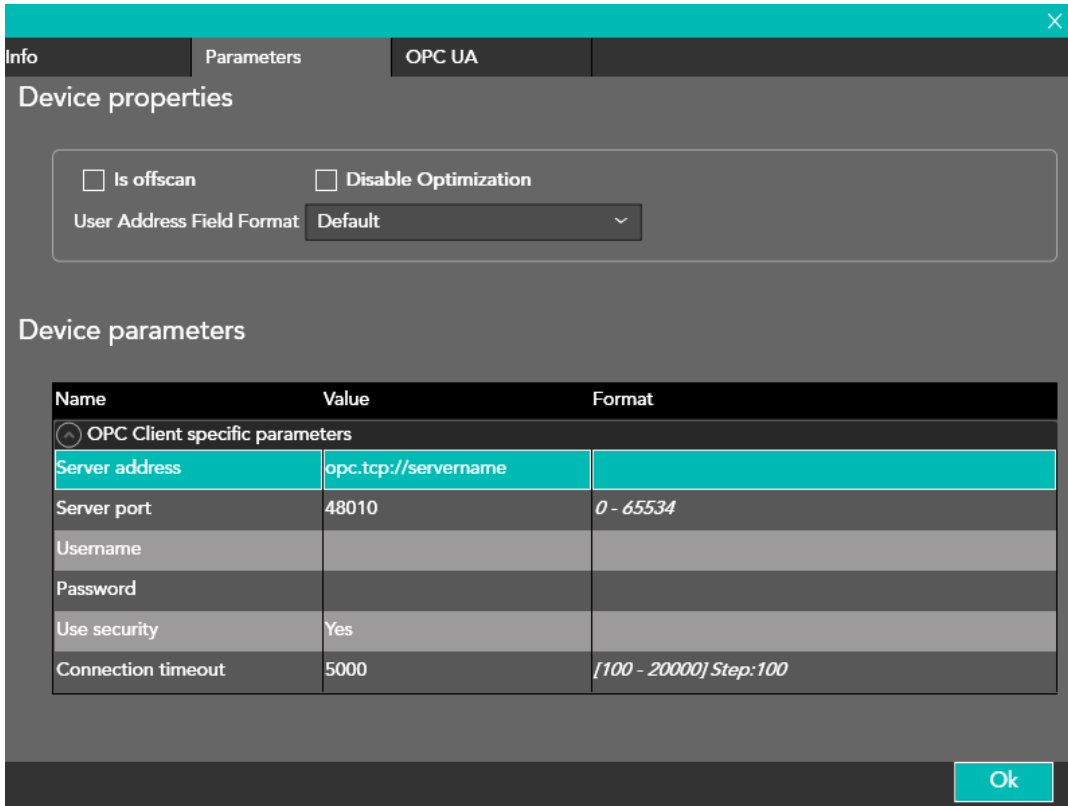 Info Parameters OPC UA
Device properties
Is offscan Disable Optimization
User Address Field Format Default
Device parameters
Name Value Format
OPC Client specific parameters
Server address opc.tcp://servername
Server port 48010 0 - 65534
Username
Password
Use security Yes
Connection timeout 5000 [100 - 20000] Step:100
Ok